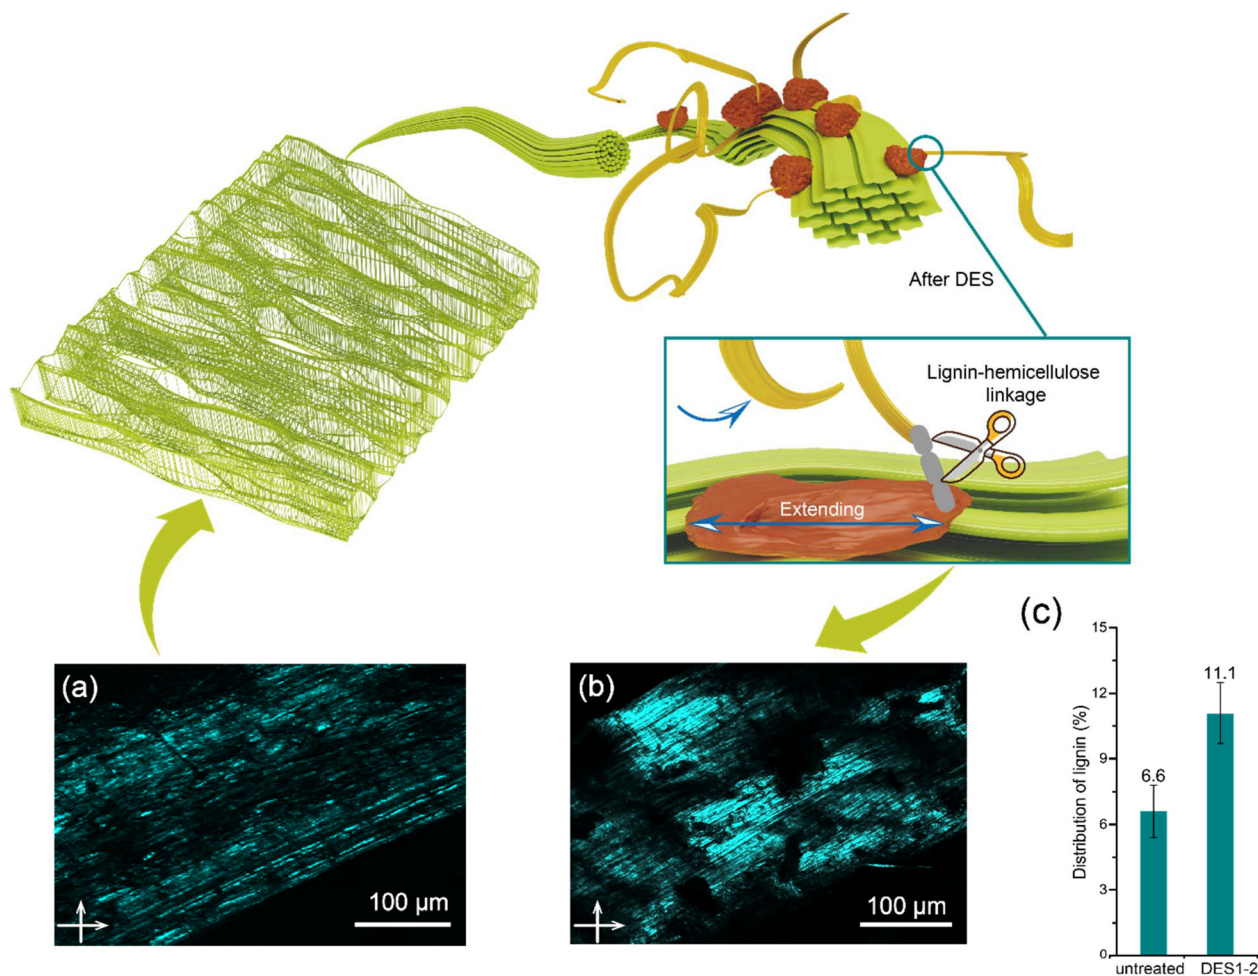 After DES
Lignin-hemicellulose
linkage
Extending
(a)
100 µm
(b)
100 µm
(c)
Distribution of lignin (%)
15
12
9
6
3
0
6.6
11.1
untreated
DES1-2